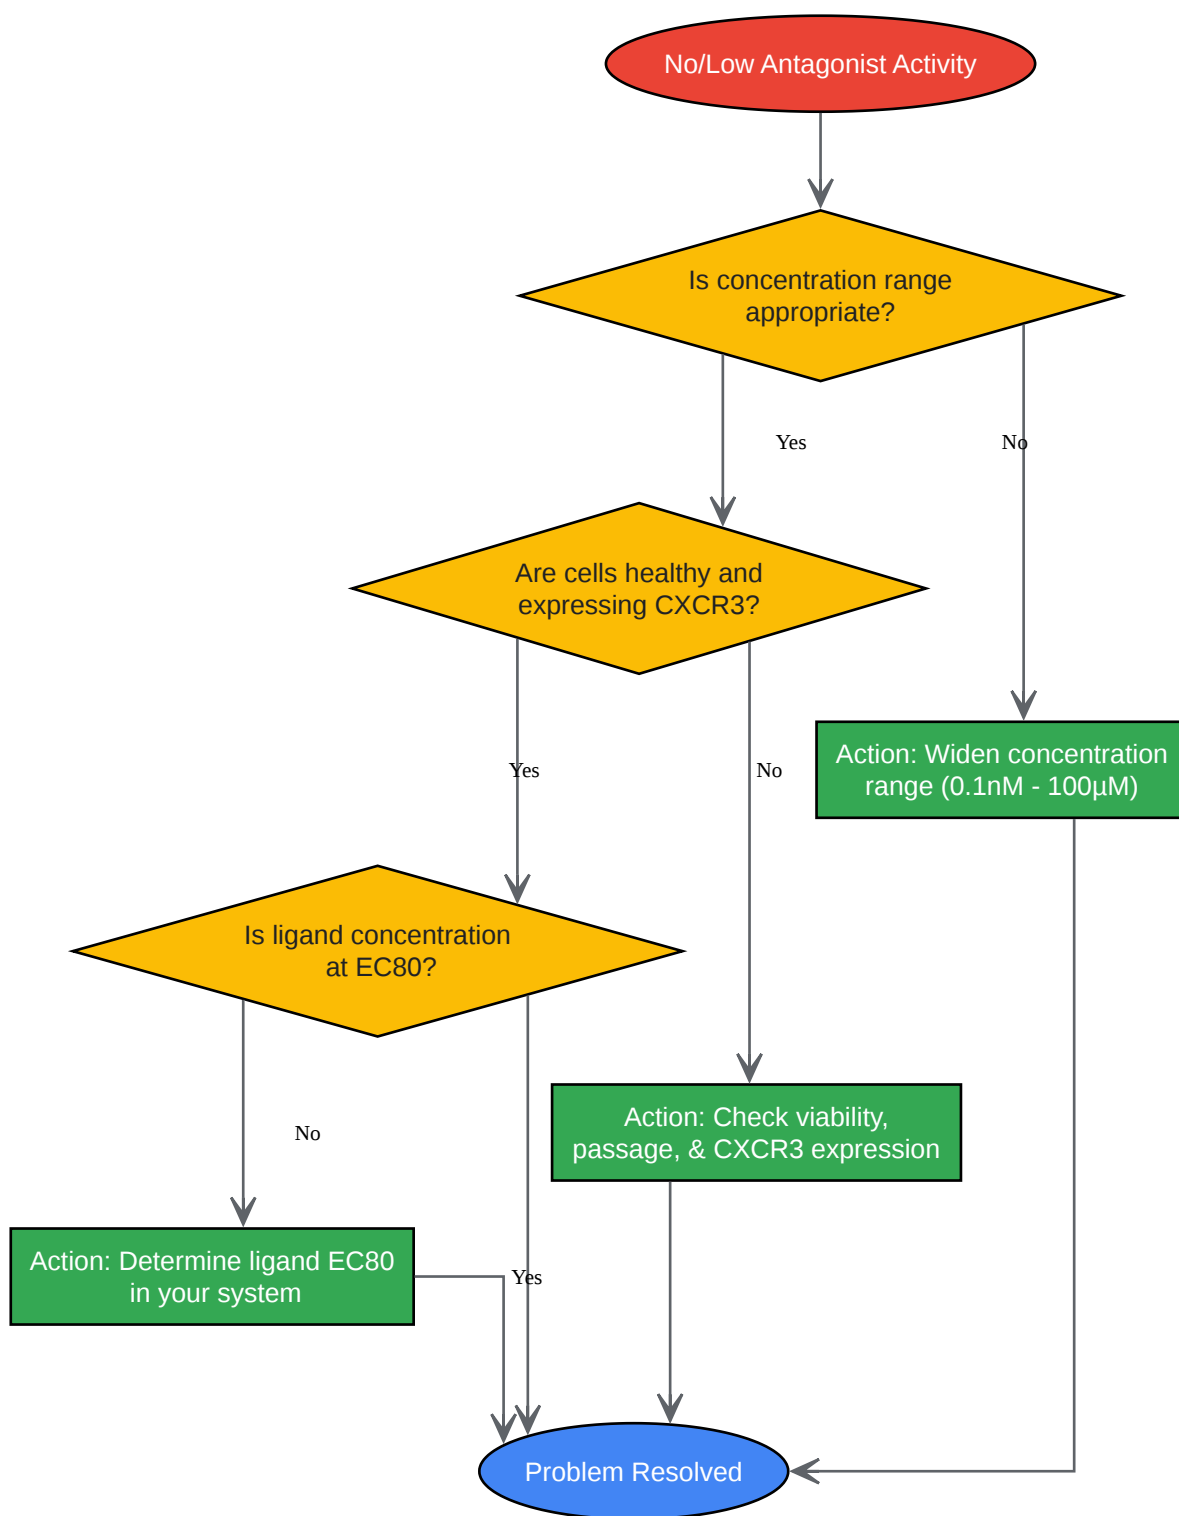 No/Low Antagonist Activity
Is concentration range
appropriate?
Yes
No
Are cells healthy and
expressing CXCR3?
Yes
No
Action: Widen concentration
range (0.1nM - 100µM)
Is ligand concentration
at EC80?
No
Action: Check viability,
passage, & CXCR3 expression
Action: Determine ligand EC80
in your system
Yes
Problem Resolved